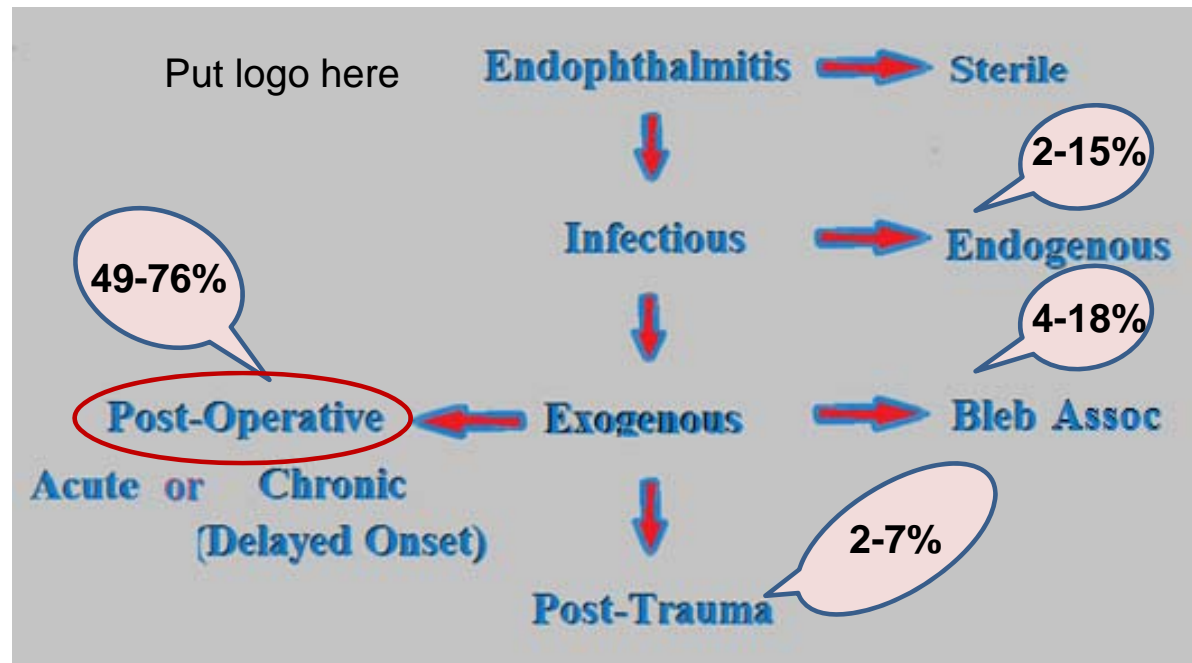 Put logo here
Endophthalmitis
Sterile
2-15%
Infectious
Endogenous
49-76%
4-18%
Post-Operative
Exogenous
Bleb Assoc
Acute or Chronic
(Delayed Onset)
2-7%
Post-Trauma